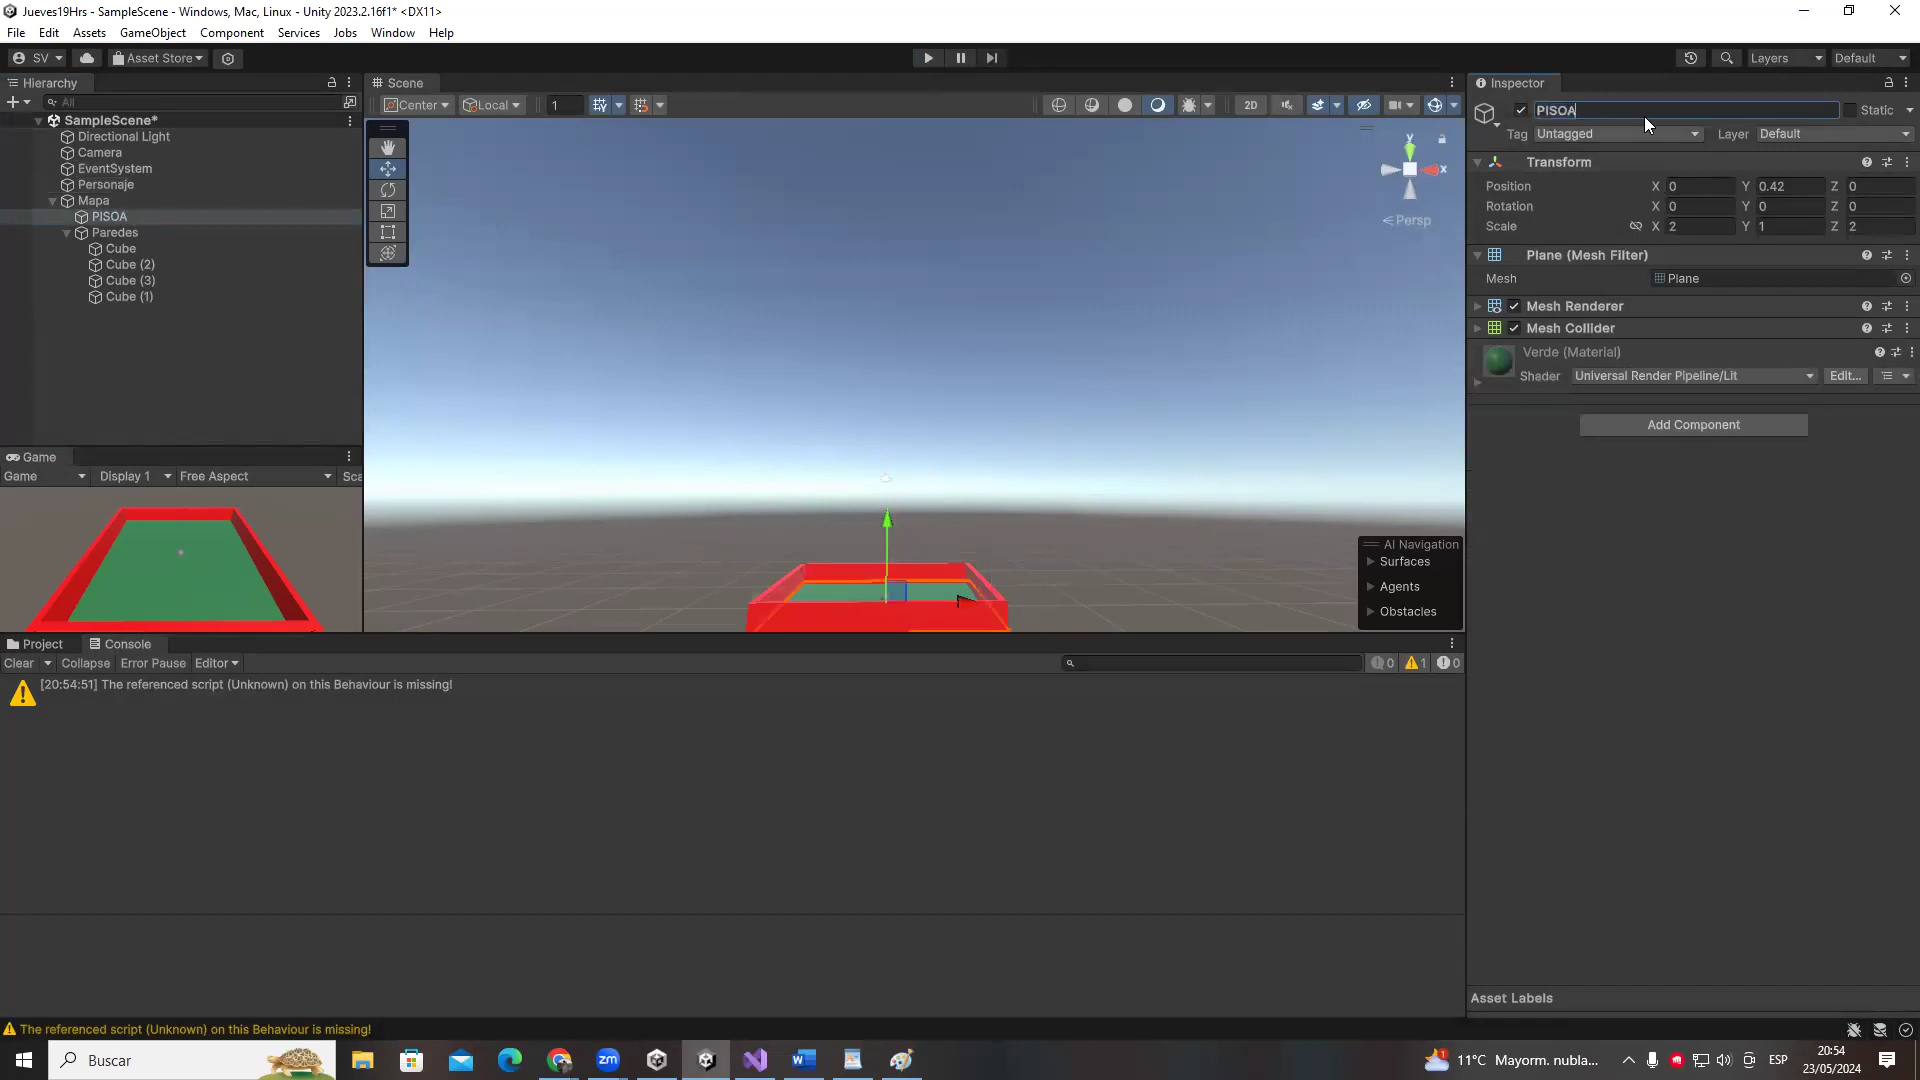 Jueves19Hrs - SampleScene - Windows, Mac, Linux - Unity 2023.2.16f1* <DX11>
File Edit Assets GameObject Component Services Jobs Window Help
SV Asset Store Layers Default
Hierarchy
All
SampleScene*
Directional Light
Camera
EventSystem
Personaje
Mapa
PISOA
Paredes
Cube
Cube (2)
Cube (3)
Cube (1)
Game
Game Display 1 Free Aspect Sca
Scene
Center Local 1 2D
y
x
Persp
AI Navigation
Surfaces
Agents
Obstacles
Inspector
PISOA Static
Tag Untagged Layer Default
Transform
Position X 0 Y 0.42 Z 0
Rotation X 0 Y 0 Z 0
Scale X 2 Y 1 Z 2
Plane (Mesh Filter)
Mesh Plane
Mesh Renderer
Mesh Collider
Verde (Material)
Shader Universal Render Pipeline/Lit Edit...
Add Component
Asset Labels
Project Console
Clear Collapse Error Pause Editor 0 1 0
[20:54:51] The referenced script (Unknown) on this Behaviour is missing!
The referenced script (Unknown) on this Behaviour is missing!
Buscar zm 11°C Mayorm. nubla... ESP 20:54
23/05/2024